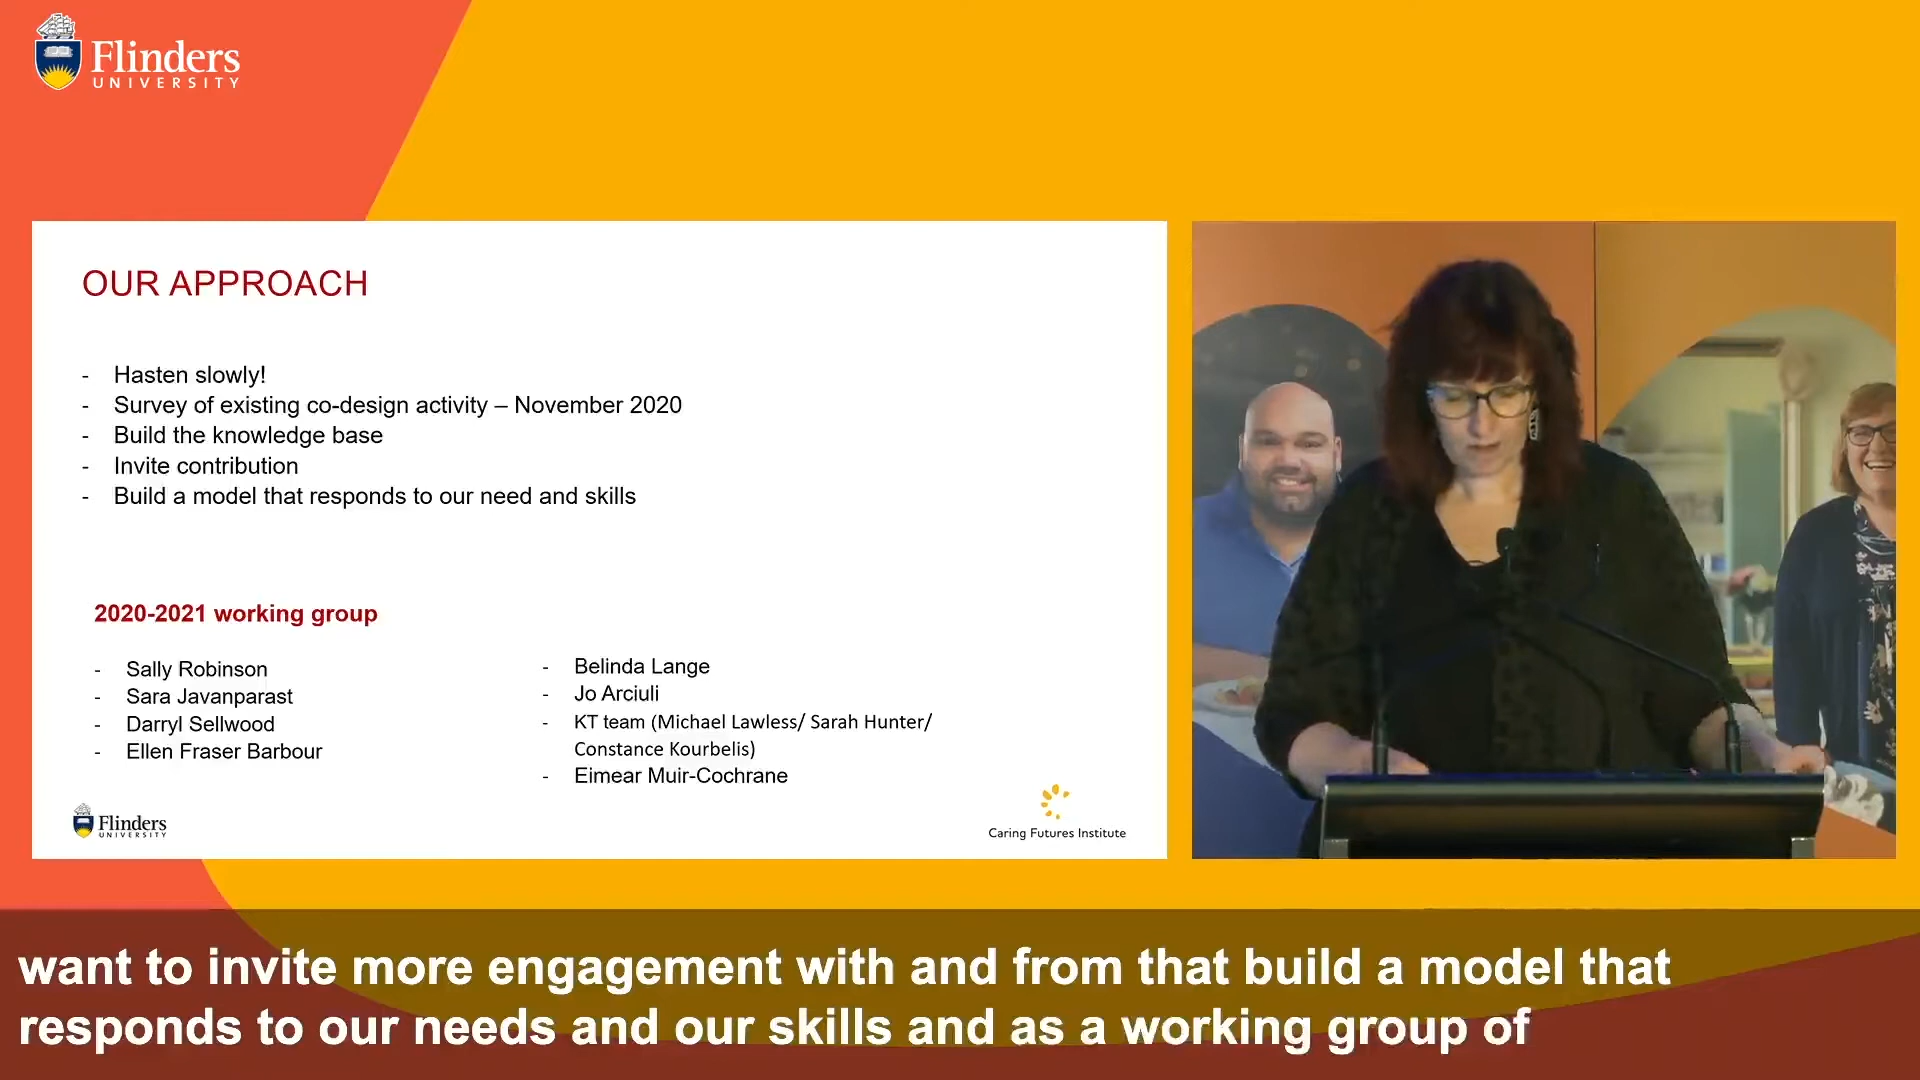 Flinders
UNIVERSITY
OUR APPROACH
- Hasten slowly!
- Survey of existing co-design activity – November 2020
- Build the knowledge base
- Invite contribution
- Build a model that responds to our need and skills
2020-2021 working group
- Sally Robinson
- Sara Javanparast
- Darryl Sellwood
- Ellen Fraser Barbour
- Belinda Lange
- Jo Arciuli
- KT team (Michael Lawless/ Sarah Hunter/
Constance Kourbelis)
- Eimear Muir-Cochrane
Flinders
UNIVERSITY
Caring Futures Institute
want to invite more engagement with and from that build a model that
responds to our needs and our skills and as a working group of